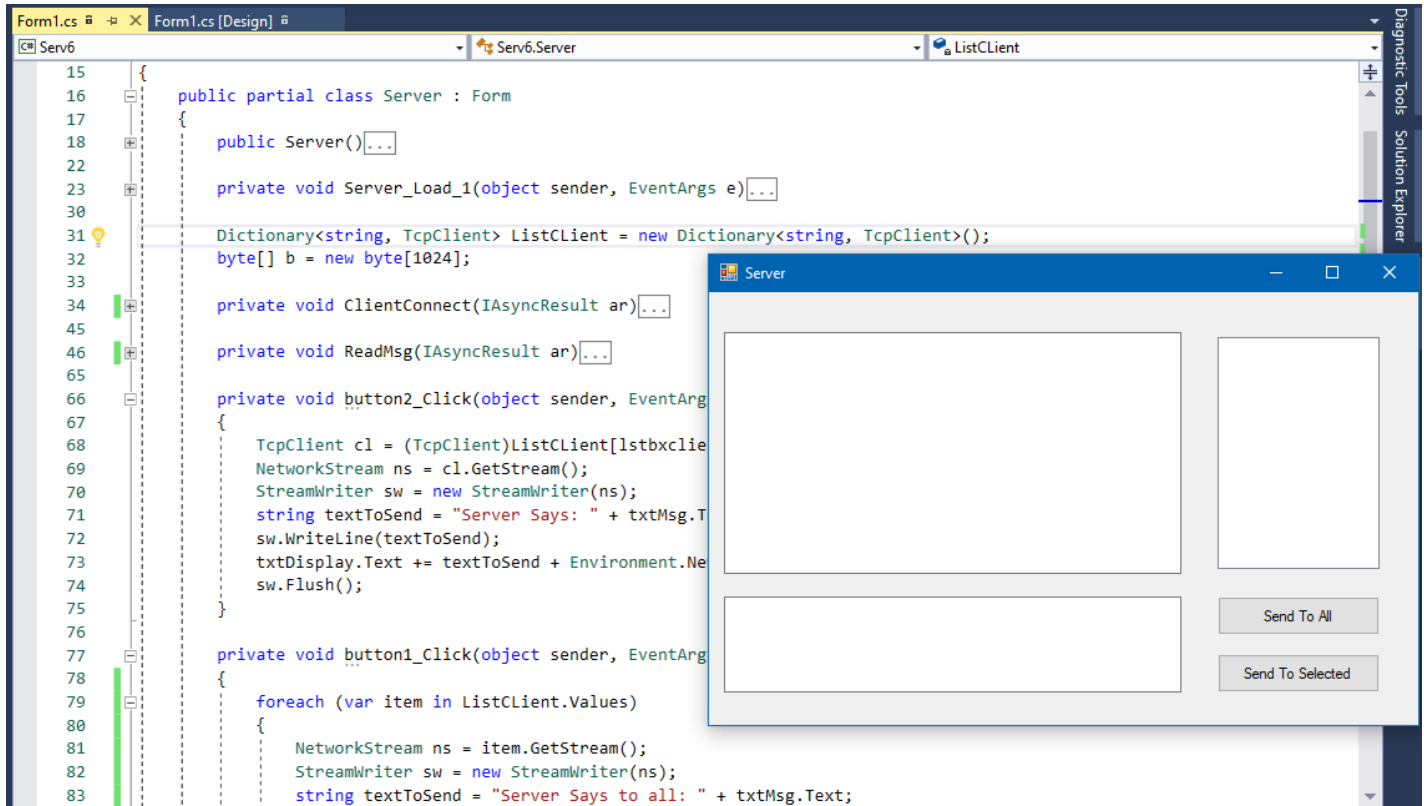 Form1.cs Form1.cs [Design]
C# Serv6 Serv6.Server ListCLient
15 {
16 public partial class Server : Form
17 {
18 public Server()...
22
23 private void Server_Load_1(object sender, EventArgs e)...
30
31 Dictionary<string, TcpClient> ListCLient = new Dictionary<string, TcpClient>();
32 byte[] b = new byte[1024];
33
34 private void ClientConnect(IAsyncResult ar)...
45
46 private void ReadMsg(IAsyncResult ar)...
65
66 private void button2_Click(object sender, EventArg
67 {
68 TcpClient cl = (TcpClient)ListCLient[lstbxclie
69 NetworkStream ns = cl.GetStream();
70 StreamWriter sw = new StreamWriter(ns);
71 string textToSend = "Server Says: " + txtMsg.T
72 sw.WriteLine(textToSend);
73 txtDisplay.Text += textToSend + Environment.Ne
74 sw.Flush();
75 }
76
77 private void button1_Click(object sender, EventArg
78 {
79 foreach (var item in ListCLient.Values)
80 {
81 NetworkStream ns = item.GetStream();
82 StreamWriter sw = new StreamWriter(ns);
83 string textToSend = "Server Says to all: " + txtMsg.Text;
Server
Send To All
Send To Selected
Diagnostic Tools
Solution Explorer